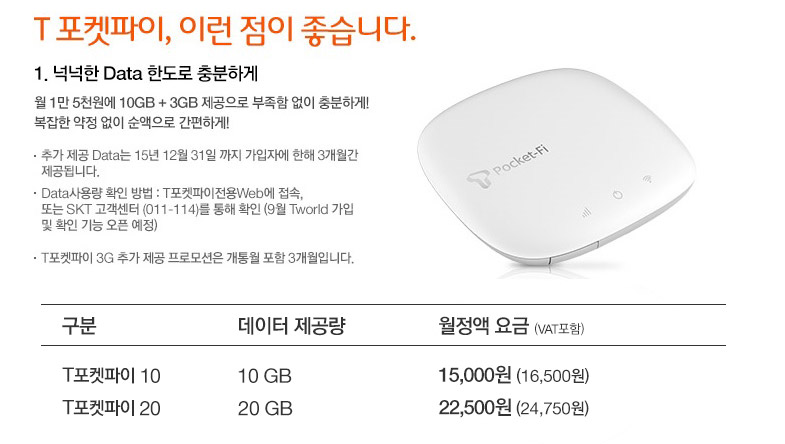 T 포켓파이, 이런 점이 좋습니다.
1. 넉넉한 Data 한도로 충분하게
월 1만 5천원에 10GB + 3GB 제공으로 부족함 없이 충분하게!
복잡한 약정 없이 순액으로 간편하게!
· 추가 제공 Data는 15년 12월 31일 까지 가입자에 한해 3개월간
제공됩니다.
· Data사용량 확인 방법 : T포켓파이전용Web에 접속,
또는 SKT 고객센터 (011-114)를 통해 확인 (9월 Tworld 가입
및 확인 기능 오픈 예정)
· T포켓파이 3G 추가 제공 프로모션은 개통월 포함 3개월입니다.
Pocket-Fi
구분 데이터 제공량 월정액 요금 (VAT포함)
T포켓파이 10 10 GB 15,000원 (16,500원)
T포켓파이 20 20 GB 22,500원 (24,750원)